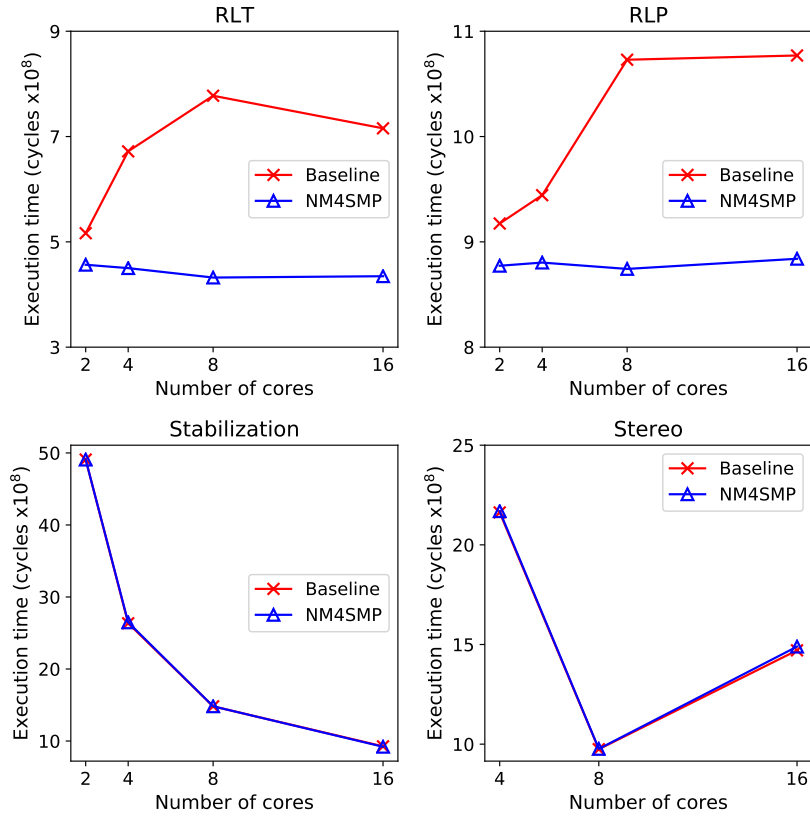 RLT
9
7
5
3
Execution time (cycles x10⁸)
Baseline
NM4SMP
2 4 8 16
Number of cores
RLP
11
10
9
8
Execution time (cycles x10⁸)
Baseline
NM4SMP
2 4 8 16
Number of cores
Stabilization
50
40
30
20
10
Execution time (cycles x10⁸)
Baseline
NM4SMP
2 4 8 16
Number of cores
Stereo
25
20
15
10
Execution time (cycles x10⁸)
Baseline
NM4SMP
4 8 16
Number of cores